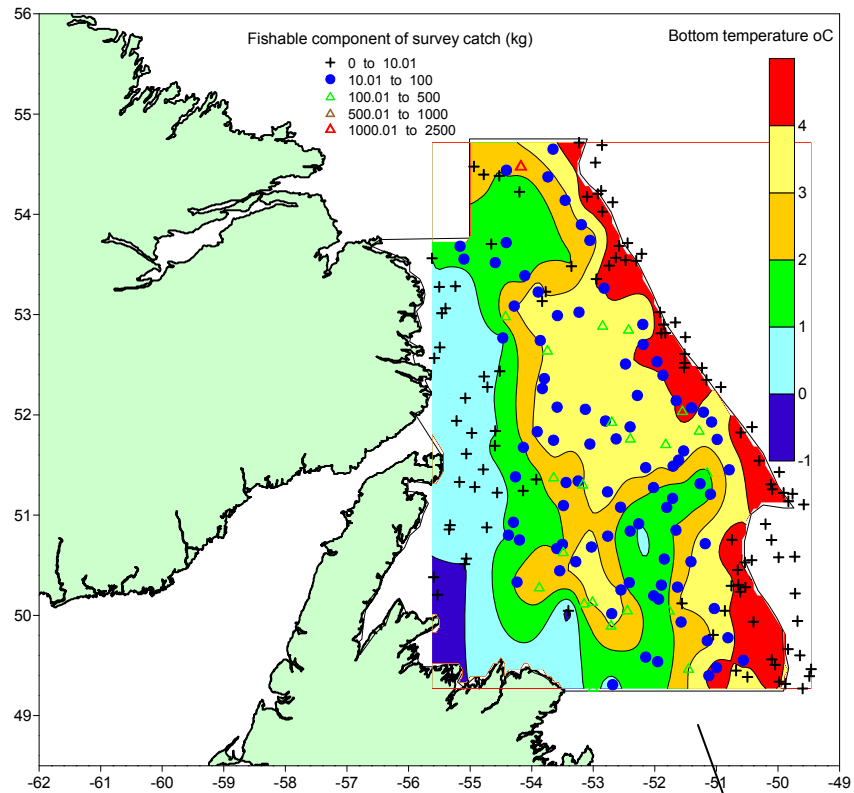 Fishable component of survey catch (kg)
0 to 10.01
10.01 to 100
100.01 to 500
500.01 to 1000
1000.01 to 2500
Bottom temperature oC
4
3
2
1
0
-1
56
55
54
53
52
51
50
49
-62 -61 -60 -59 -58 -57 -56 -55 -54 -53 -52 -51 -50 -49